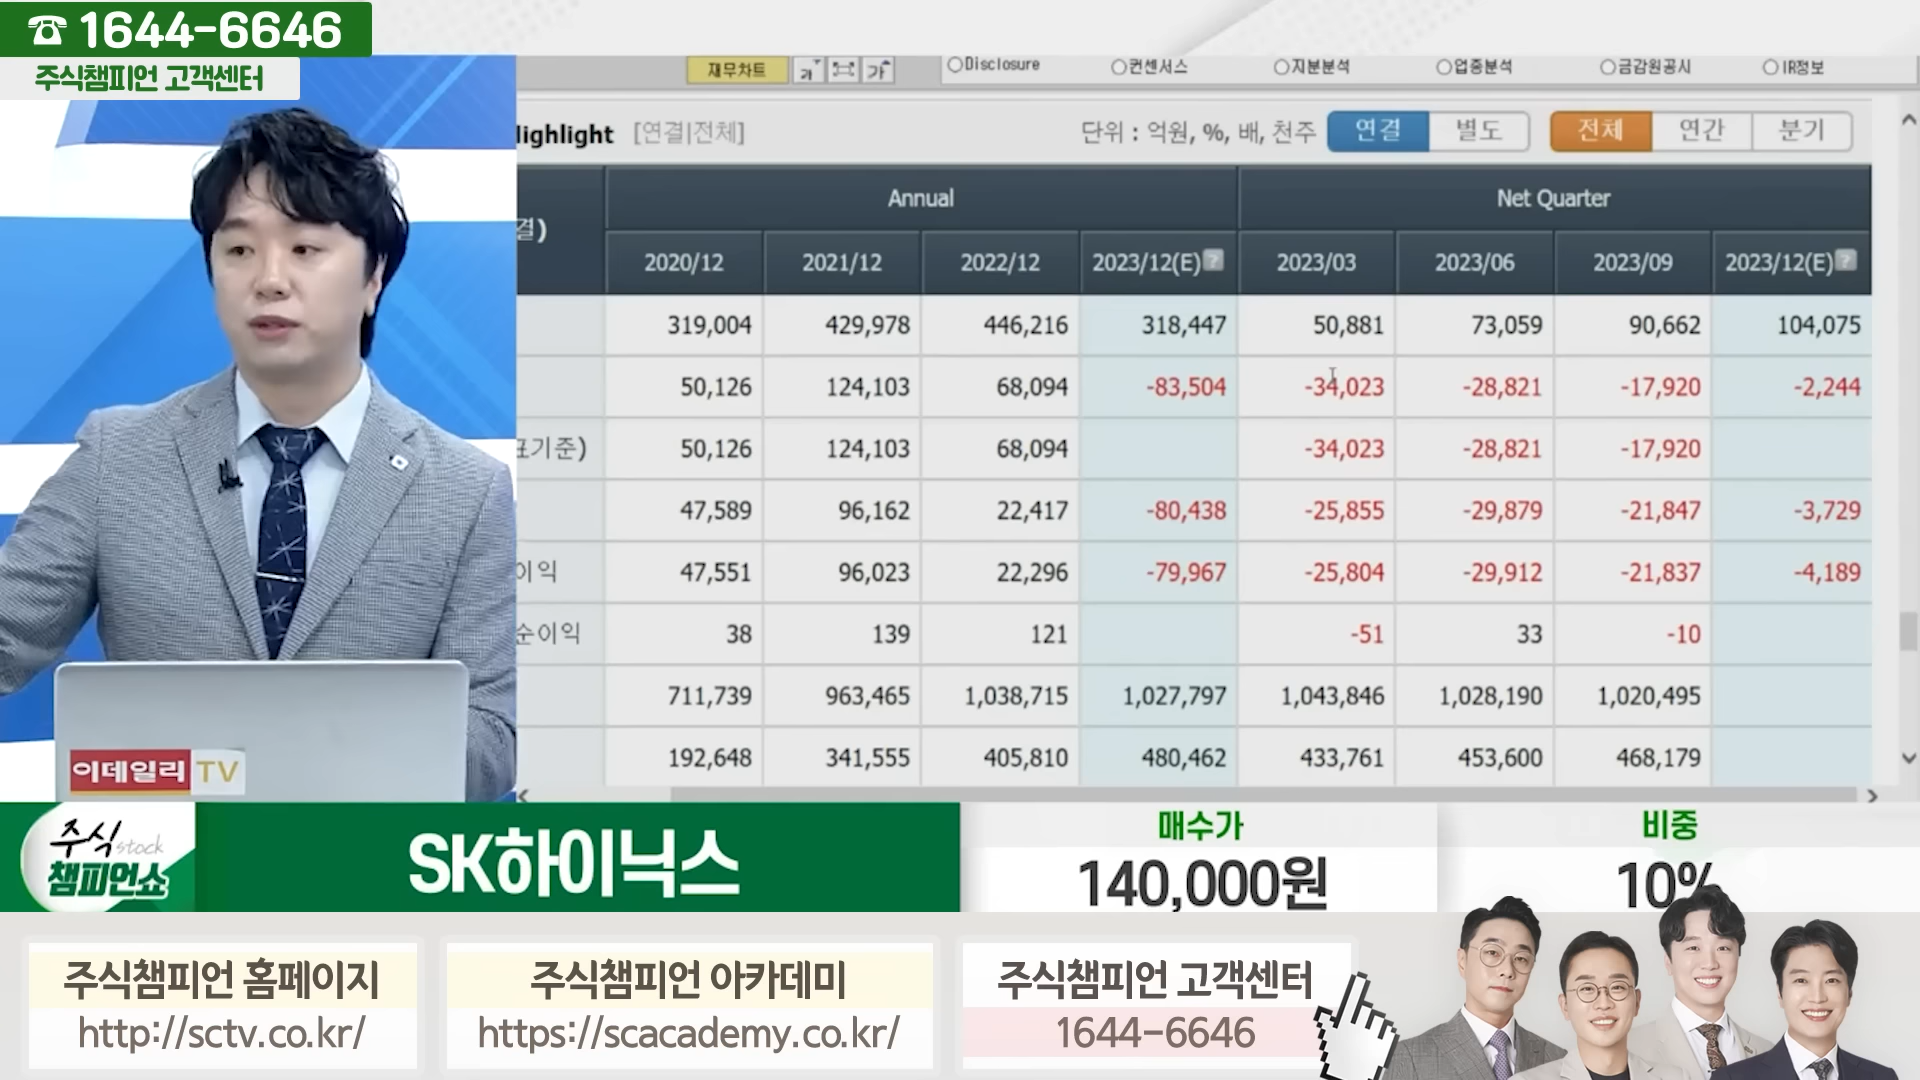 ☎ 1644-6646
주식챔피언 고객센터
재무차트 가 가 Disclosure 컨센서스 지분분석 업종분석 금감원공시 IR정보
ighlight [연결|전체] 단위 : 억원, %, 배, 천주 연결 별도 전체 연간 분기
결) Annual Net Quarter
2020/12 2021/12 2022/12 2023/12(E) ? 2023/03 2023/06 2023/09 2023/12(E) ?
319,004 429,978 446,216 318,447 50,881 73,059 90,662 104,075
50,126 124,103 68,094 -83,504 -34,023 -28,821 -17,920 -2,244
표기준) 50,126 124,103 68,094 -34,023 -28,821 -17,920
47,589 96,162 22,417 -80,438 -25,855 -29,879 -21,847 -3,729
이익 47,551 96,023 22,296 -79,967 -25,804 -29,912 -21,837 -4,189
순이익 38 139 121 -51 33 -10
711,739 963,465 1,038,715 1,027,797 1,043,846 1,028,190 1,020,495
192,648 341,555 405,810 480,462 433,761 453,600 468,179
이데일리 TV
주식 stock
챔피언쇼
SK하이닉스
매수가
140,000원
비중
10%
주식챔피언 홈페이지
http://sctv.co.kr/
주식챔피언 아카데미
https://scacademy.co.kr/
주식챔피언 고객센터
1644-6646